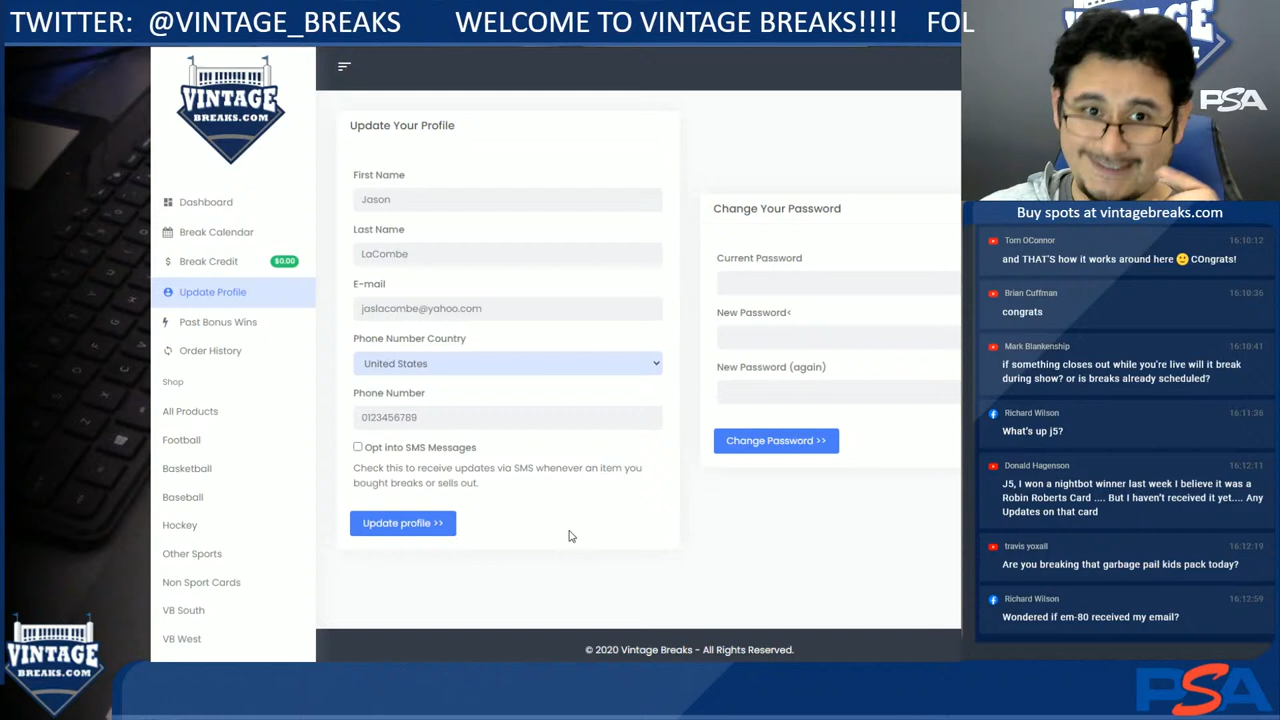 TWITTER: @VINTAGE_BREAKS WELCOME TO VINTAGE BREAKS!!!! FOL
VINTAGE
BREAKS.COM
Dashboard
Break Calendar
Break Credit $0.00
Update Profile
Past Bonus Wins
Order History
Shop
All Products
Football
Basketball
Baseball
Hockey
Other Sports
Non Sport Cards
VB South
VB West
Update Your Profile
First Name
Jason
Last Name
LaCombe
E-mail
jaslacombe@yahoo.com
Phone Number Country
United States
Phone Number
0123456789
Opt into SMS Messages
Check this to receive updates via SMS whenever an item you
bought breaks or sells out.
Update profile >>
Change Your Password
Current Password
New Password<
New Password (again)
Change Password >>
© 2020 Vintage Breaks - All Rights Reserved.
VINTAGE
PSA
Buy spots at vintagebreaks.com
Tom OConnor 16:10:12
and THAT'S how it works around here 🙂 COngrats!
Brian Cuffman 16:10:36
congrats
Mark Blankenship 16:10:41
if something closes out while you're live will it break
during show? or is breaks already scheduled?
Richard Wilson 16:11:36
What's up j5?
Donald Hagenson 16:12:11
J5, I won a nightbot winner last week I believe it was a
Robin Roberts Card .... But I haven't received it yet.... Any
Updates on that card
travis yoxall 16:12:19
Are you breaking that garbage pail kids pack today?
Richard Wilson 16:12:59
Wondered if em-80 received my email?
VINTAGE
BREAKS.COM
PSA